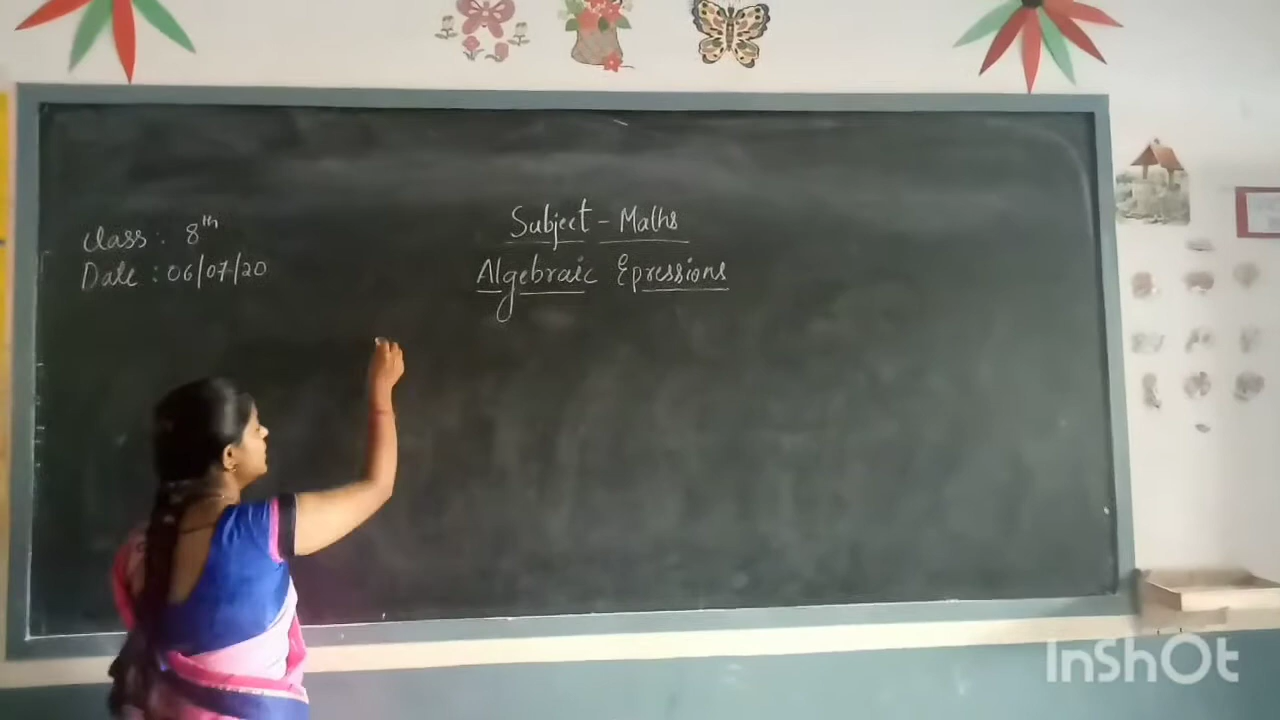 Class : 8th
Date : 06/07/20
Subject - Maths
Algebraic Epressions
InShOt